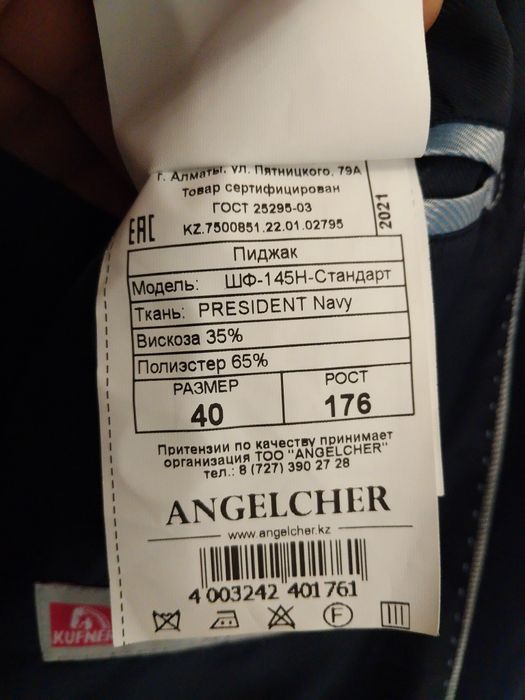 г. Алматы, ул. Пятницкого, 79А
Товар сертифицирован
ГОСТ 25295-03
KZ.7500851.22.01.02795
EAC
2021
Пиджак
Модель: ШФ-145Н-Стандарт
Ткань: PRESIDENT Navy
Вискоза 35%
Полиэстер 65%
РАЗМЕР РОСТ
40 176
Притензии по качеству принимает
организация ТОО "ANGELCHER"
тел.: 8 (727) 390 27 28
ANGELCHER
www.angelcher.kz
4 003242 401761
F
KUFNER